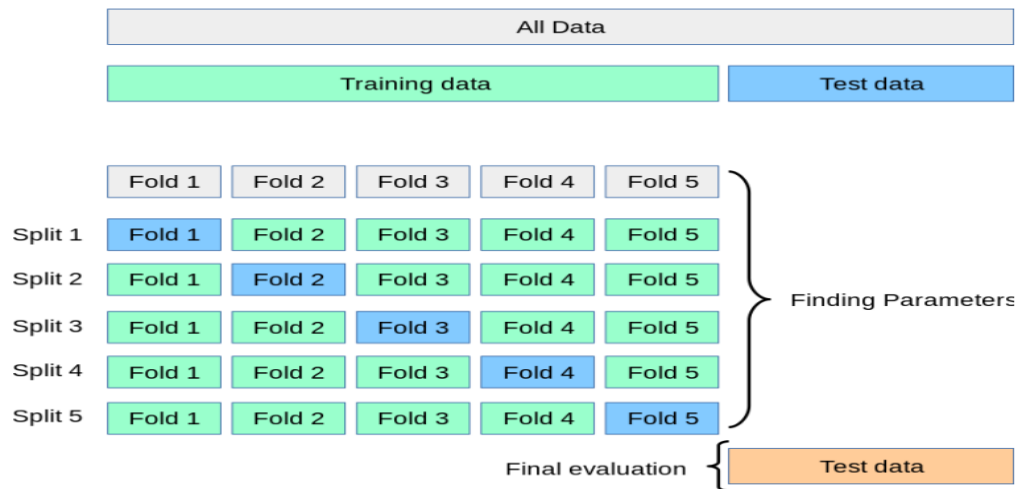 All Data
Training data Test data
Fold 1 Fold 2 Fold 3 Fold 4 Fold 5
Split 1 Fold 1 Fold 2 Fold 3 Fold 4 Fold 5
Split 2 Fold 1 Fold 2 Fold 3 Fold 4 Fold 5
Finding Parameters
Split 3 Fold 1 Fold 2 Fold 3 Fold 4 Fold 5
Split 4 Fold 1 Fold 2 Fold 3 Fold 4 Fold 5
Split 5 Fold 1 Fold 2 Fold 3 Fold 4 Fold 5
Final evaluation Test data